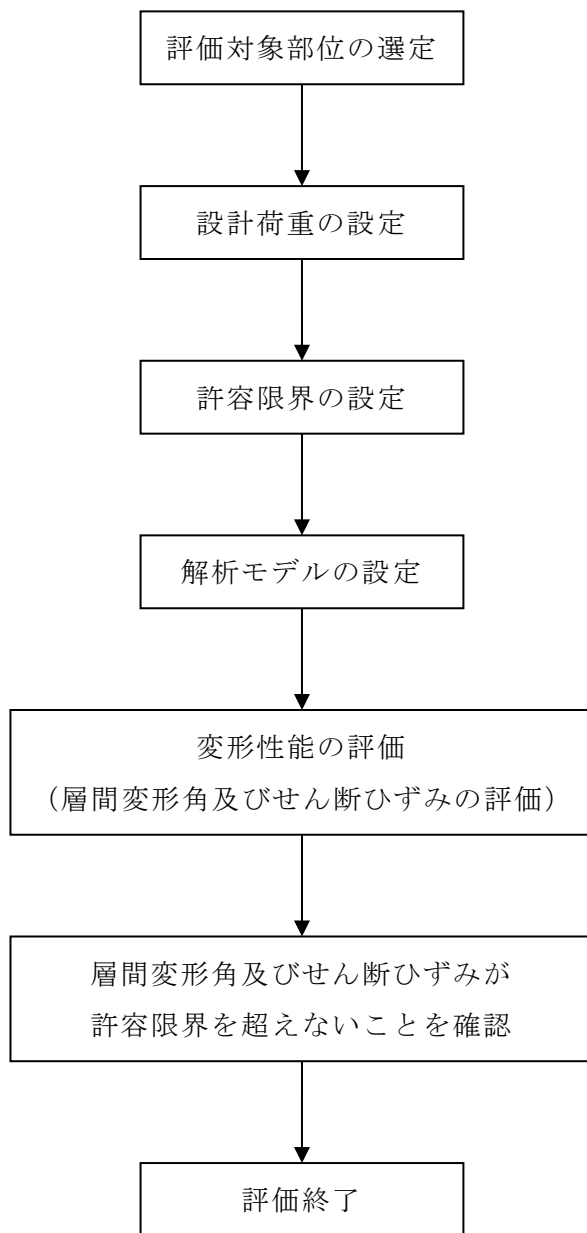 評価対象部位の選定
設計荷重の設定
許容限界の設定
解析モデルの設定
変形性能の評価
（層間変形角及びせん断ひずみの評価）
層間変形角及びせん断ひずみが
許容限界を超えないことを確認
評価終了